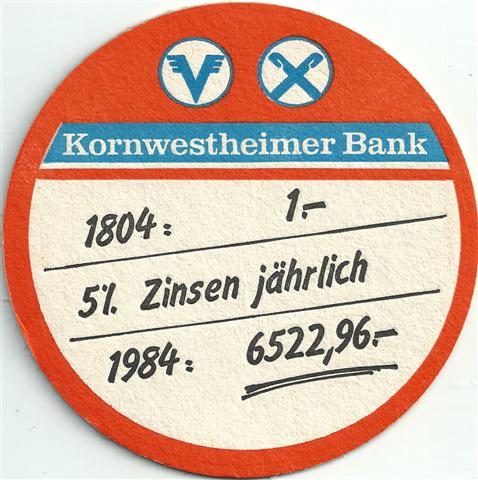 Kornwestheimer Bank
1804: 1.-
5% Zinsen jährlich
1984: 6522,96.-